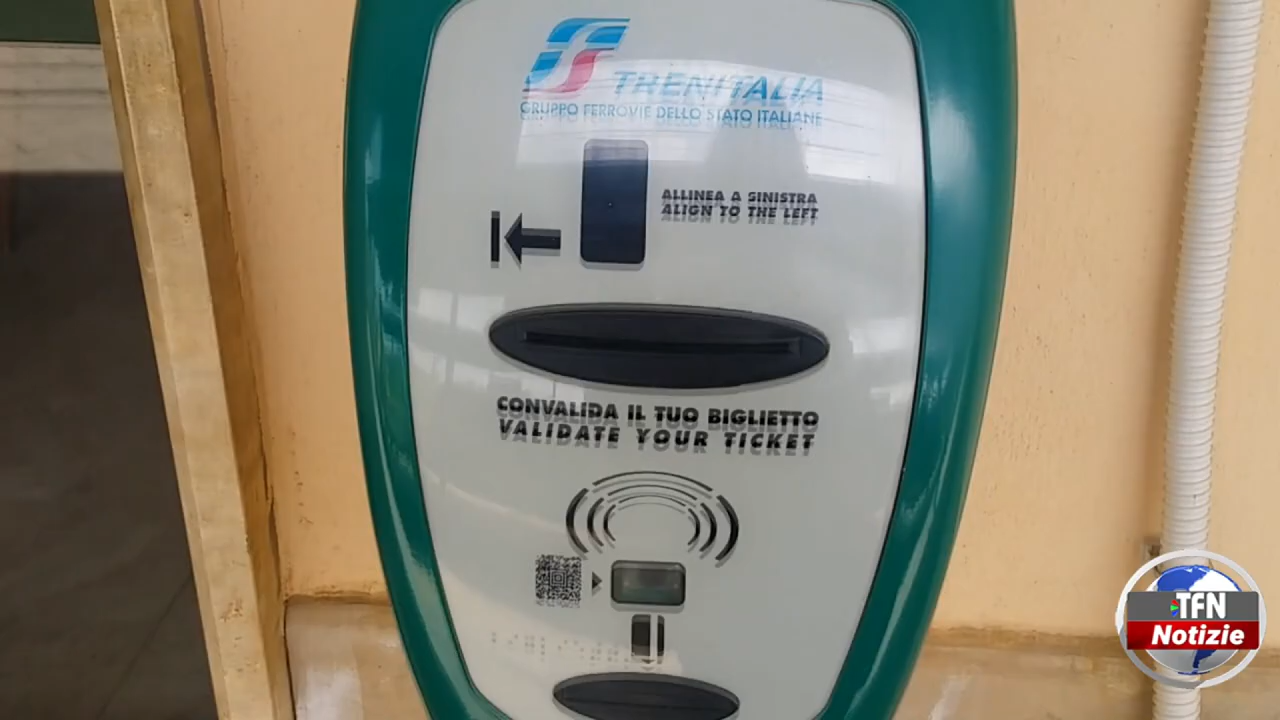 TRENITALIA
GRUPPO FERROVIE DELLO STATO ITALIANE
ALLINEA A SINISTRA
ALIGN TO THE LEFT
CONVALIDA IL TUO BIGLIETTO
VALIDATE YOUR TICKET
TFN
Notizie